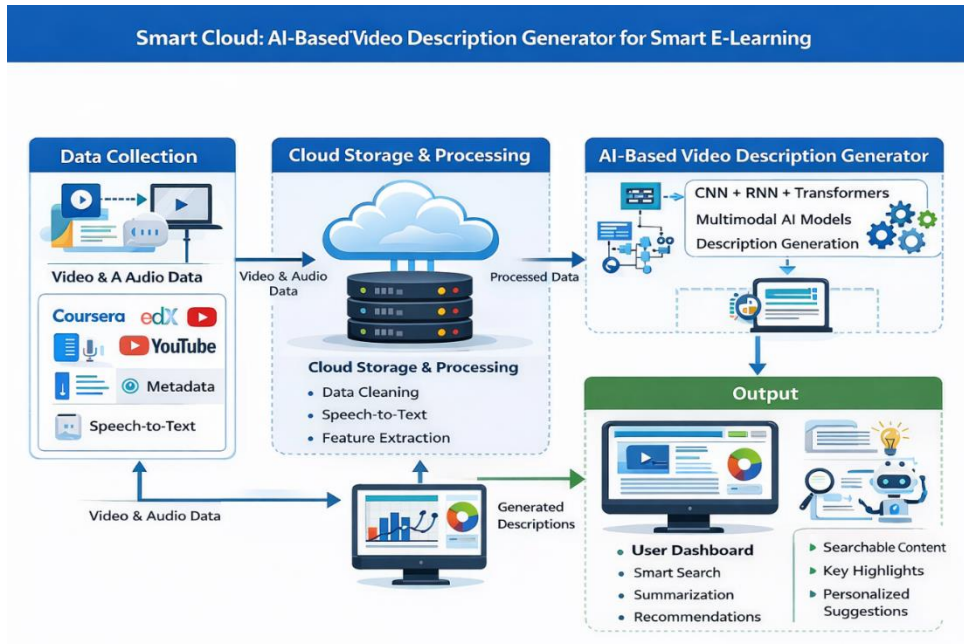 Smart Cloud: AI-Based Video Description Generator for Smart E-Learning
Data Collection
Video & A Audio Data
Coursera edX
YouTube
Metadata
Speech-to-Text
Video & Audio Data
Cloud Storage & Processing
Video & Audio
Data
Cloud Storage & Processing
• Data Cleaning
• Speech-to-Text
• Feature Extraction
Processed Data
AI-Based Video Description Generator
CNN + RNN + Transformers
Multimodal AI Models
Description Generation
Generated
Descriptions
Output
• User Dashboard
• Smart Search
• Summarization
• Recommendations
Searchable Content
Key Highlights
Personalized
Suggestions